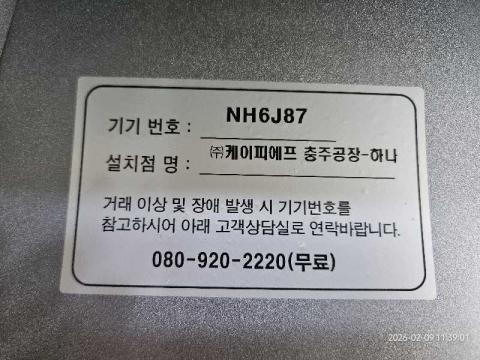 기기 번호 : NH6J87
설치점 명 : ㈜케이피에프 충주공장-하나
거래 이상 및 장애 발생 시 기기번호를
참고하시어 아래 고객상담실로 연락바랍니다.
080-920-2220(무료)
2026-02-09 11:39:01